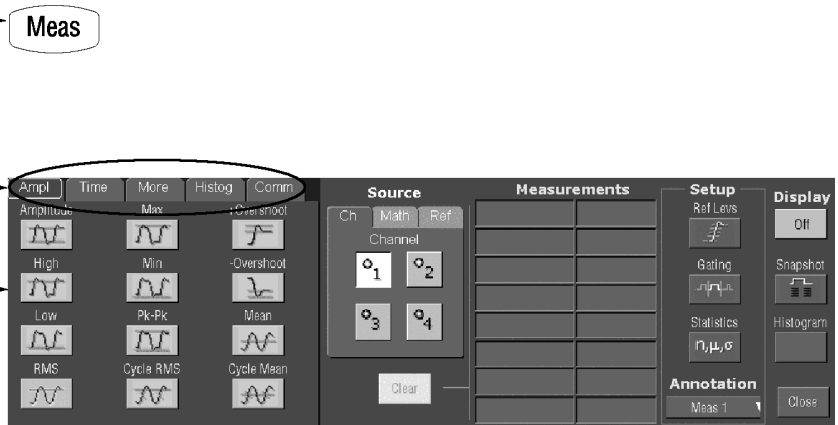 Meas
Ampl Time More Histog Comm
Amplitude Max +Overshoot
High Min -Overshoot
Low Pk-Pk Mean
RMS Cycle RMS Cycle Mean
Source
Ch Math Ref
Channel
1 2
3 4
Clear
Measurements
Setup
Ref Levs
Gating
Statistics
n,µ,σ
Annotation
Meas 1
Display
Off
Snapshot
Histogram
Close